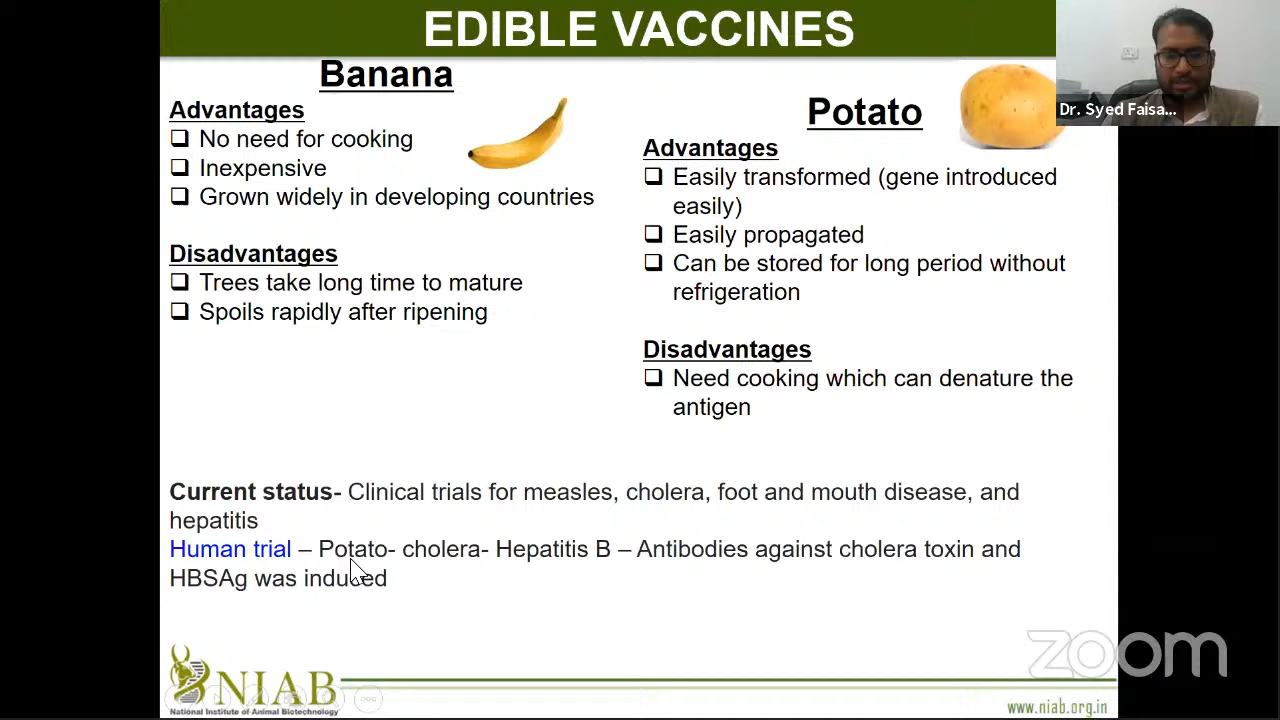 EDIBLE VACCINES
Banana
Advantages
No need for cooking
Inexpensive
Grown widely in developing countries
Disadvantages
Trees take long time to mature
Spoils rapidly after ripening
Potato
Advantages
Easily transformed (gene introduced
easily)
Easily propagated
Can be stored for long period without
refrigeration
Disadvantages
Need cooking which can denature the
antigen
Dr. Syed Faisa...
Current status- Clinical trials for measles, cholera, foot and mouth disease, and
hepatitis
Human trial – Potato- cholera- Hepatitis B – Antibodies against cholera toxin and
HBSAg was induced
zoom
NIAB
National Institute of Animal Biotechnology
www.niab.org.in